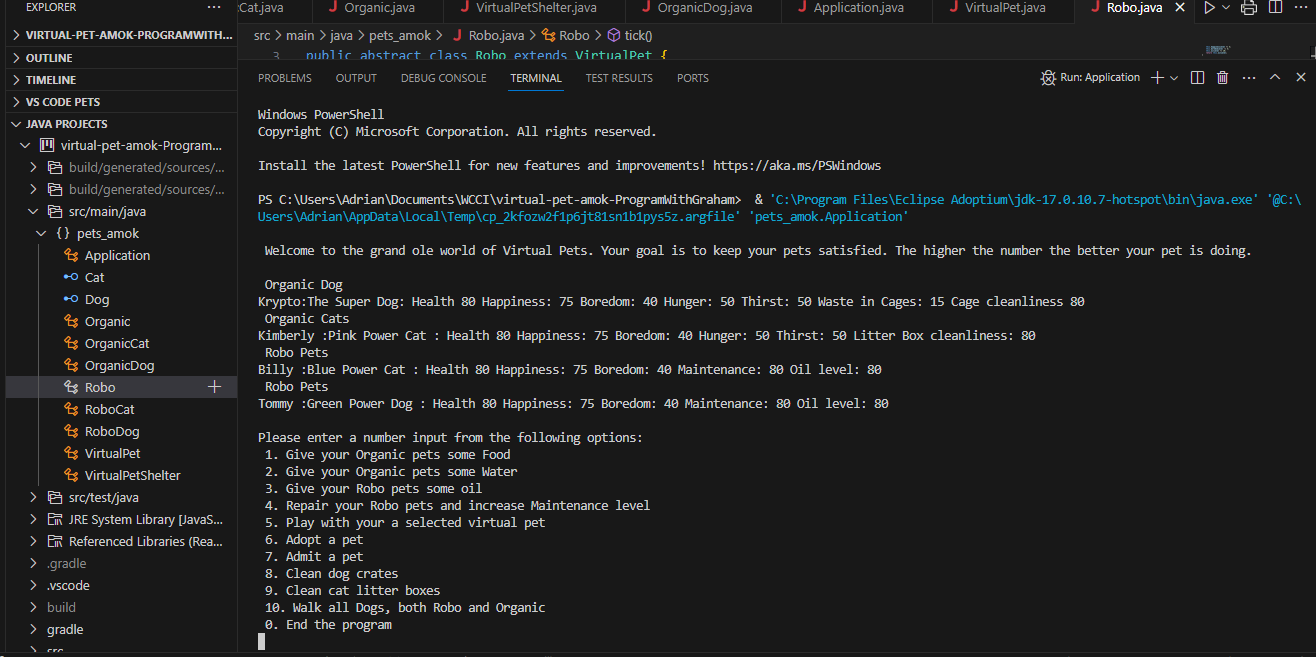 EXPLORER
VIRTUAL-PET-AMOK-PROGRAMWITH...
OUTLINE
TIMELINE
VS CODE PETS
JAVA PROJECTS
virtual-pet-amok-Program...
build/generated/sources/...
build/generated/sources/...
src/main/java
{} pets_amok
Application
Cat
Dog
Organic
OrganicCat
OrganicDog
Robo
RoboCat
RoboDog
VirtualPet
VirtualPetShelter
src/test/java
JRE System Library [JavaS...
Referenced Libraries (Rea...
.gradle
.vscode
build
gradle
src
Cat.java Organic.java VirtualPetShelter.java OrganicDog.java Application.java VirtualPet.java Robo.java
src > main > java > pets_amok > Robo.java > Robo > tick()
3 public abstract class Robo extends VirtualPet {
PROBLEMS OUTPUT DEBUG CONSOLE TERMINAL TEST RESULTS PORTS Run: Application
Windows PowerShell
Copyright (C) Microsoft Corporation. All rights reserved.
Install the latest PowerShell for new features and improvements! https://aka.ms/PSWindows
PS C:\Users\Adrian\Documents\WCCI\virtual-pet-amok-ProgramWithGraham> & 'C:\Program Files\Eclipse Adoptium\jdk-17.0.10.7-hotspot\bin\java.exe' '@C:\
Users\Adrian\AppData\Local\Temp\cp_2kfozw2f1p6jt81sn1b1pys5z.argfile' 'pets_amok.Application'
Welcome to the grand ole world of Virtual Pets. Your goal is to keep your pets satisfied. The higher the number the better your pet is doing.
Organic Dog
Krypto:The Super Dog: Health 80 Happiness: 75 Boredom: 40 Hunger: 50 Thirst: 50 Waste in Cages: 15 Cage cleanliness 80
Organic Cats
Kimberly :Pink Power Cat : Health 80 Happiness: 75 Boredom: 40 Hunger: 50 Thirst: 50 Litter Box cleanliness: 80
Robo Pets
Billy :Blue Power Cat : Health 80 Happiness: 75 Boredom: 40 Maintenance: 80 Oil level: 80
Robo Pets
Tommy :Green Power Dog : Health 80 Happiness: 75 Boredom: 40 Maintenance: 80 Oil level: 80
Please enter a number input from the following options:
1. Give your Organic pets some Food
2. Give your Organic pets some Water
3. Give your Robo pets some oil
4. Repair your Robo pets and increase Maintenance level
5. Play with your a selected virtual pet
6. Adopt a pet
7. Admit a pet
8. Clean dog crates
9. Clean cat litter boxes
10. Walk all Dogs, both Robo and Organic
0. End the program